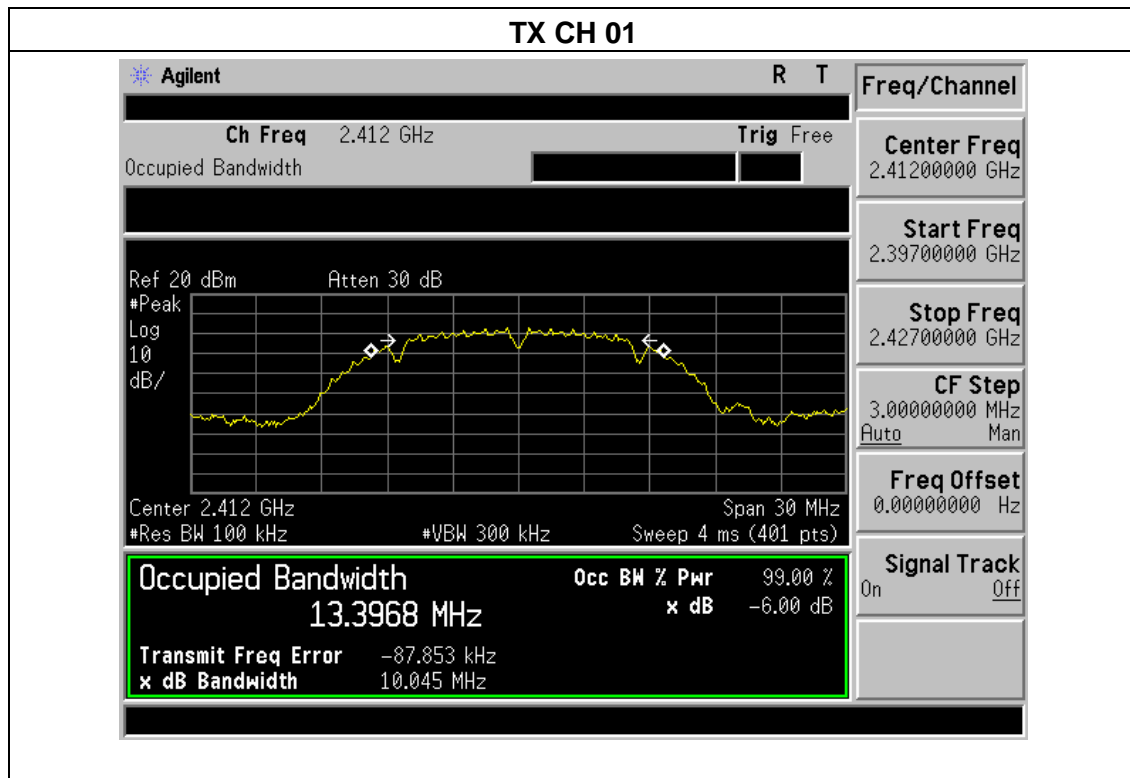 TX CH 01
Agilent R T
Ch Freq 2.412 GHz Trig Free
Occupied Bandwidth
Ref 20 dBm Atten 30 dB
#Peak
Log
10
dB/
Center 2.412 GHz Span 30 MHz
#Res BW 100 kHz #VBW 300 kHz Sweep 4 ms (401 pts)
Occupied Bandwidth Occ BW % Pwr 99.00 %
13.3968 MHz x dB -6.00 dB
Transmit Freq Error -87.853 kHz
x dB Bandwidth 10.045 MHz
Freq/Channel
Center Freq
2.41200000 GHz
Start Freq
2.39700000 GHz
Stop Freq
2.42700000 GHz
CF Step
3.00000000 MHz
Auto Man
Freq Offset
0.00000000 Hz
Signal Track
On Off